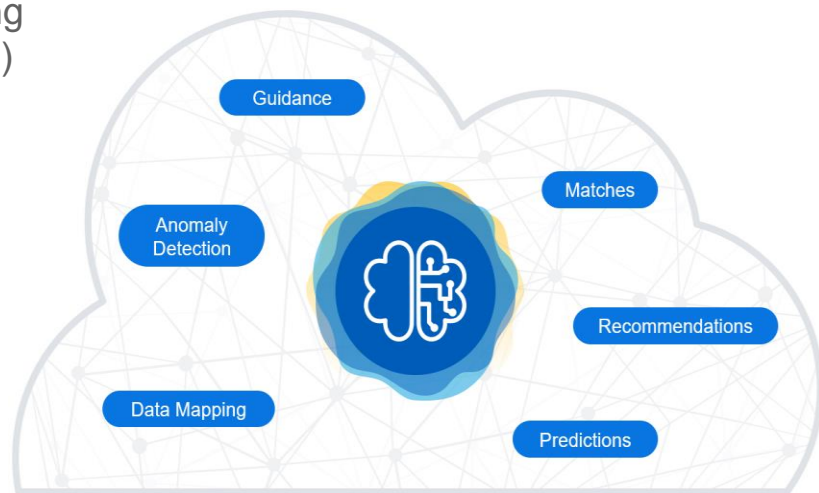 )
Guidance
Matches
Anomaly
Detection
Recommendations
Data Mapping
Predictions